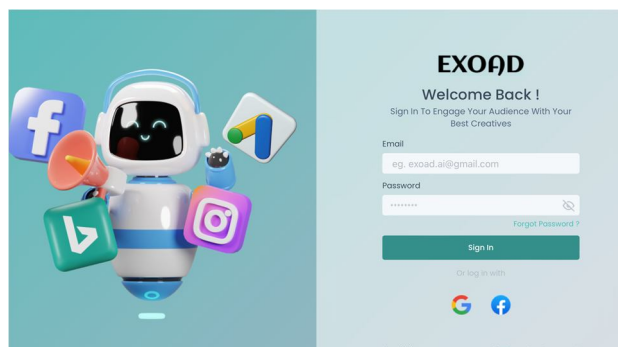 EXOAD
Welcome Back !
Sign In To Engage Your Audience With Your
Best Creatives
Email
eg, exoad.ai@gmail.com
Password
Forgot Password ?
Sign In
Or log in with